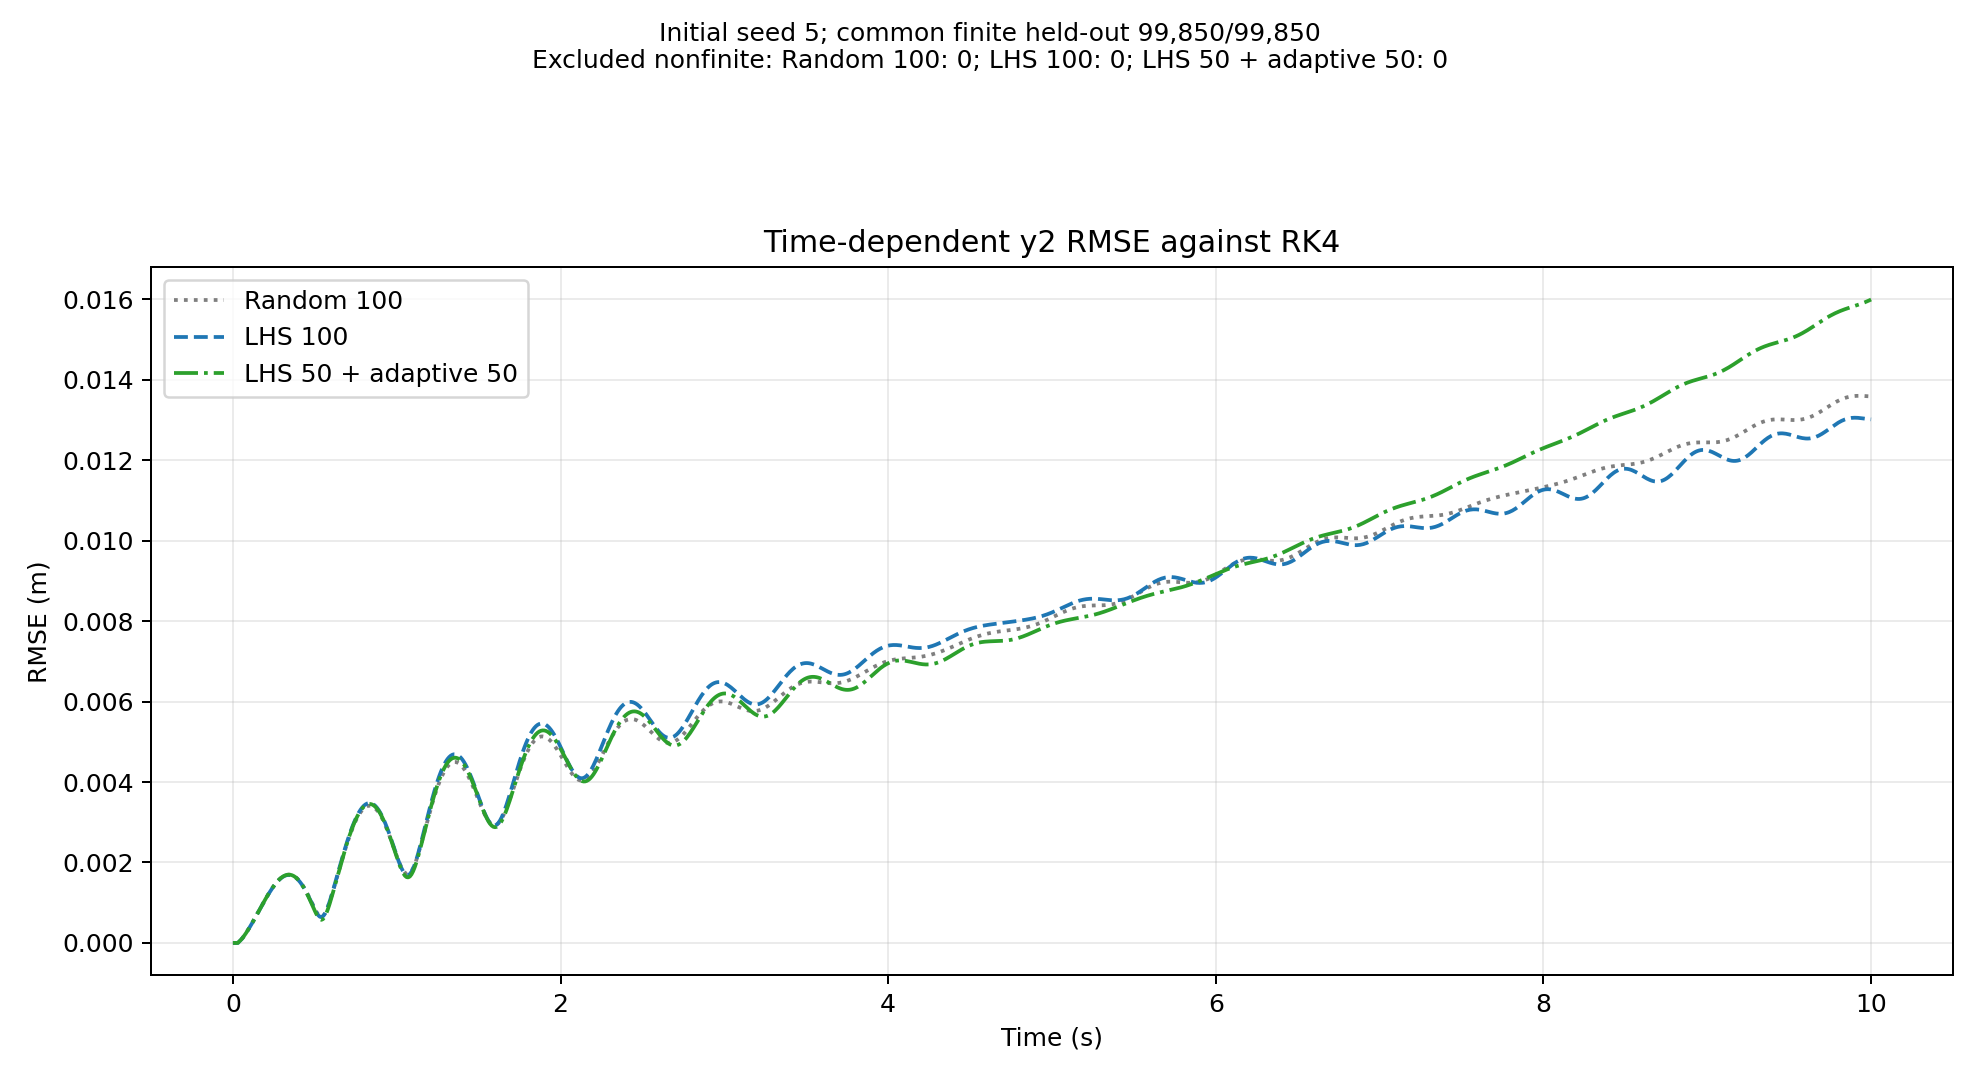 Initial seed 5; common finite held-out 99,850/99,850
Excluded nonfinite: Random 100: 0; LHS 100: 0; LHS 50 + adaptive 50: 0
Time-dependent y2 RMSE against RK4
Random 100
LHS 100
LHS 50 + adaptive 50
RMSE (m)
0.016
0.014
0.012
0.010
0.008
0.006
0.004
0.002
0.000
0 2 4 6 8 10
Time (s)